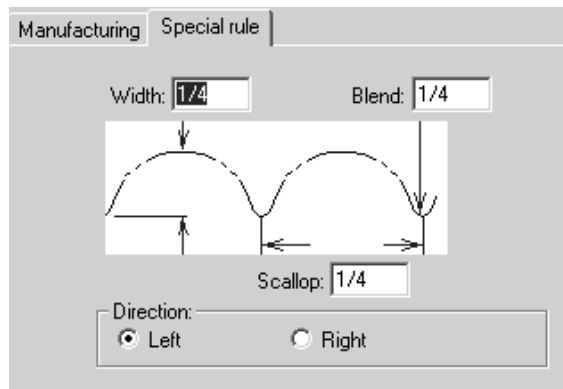 Manufacturing Special rule
Width: 1/4 Blend: 1/4
Scallop: 1/4
Direction:
Left Right